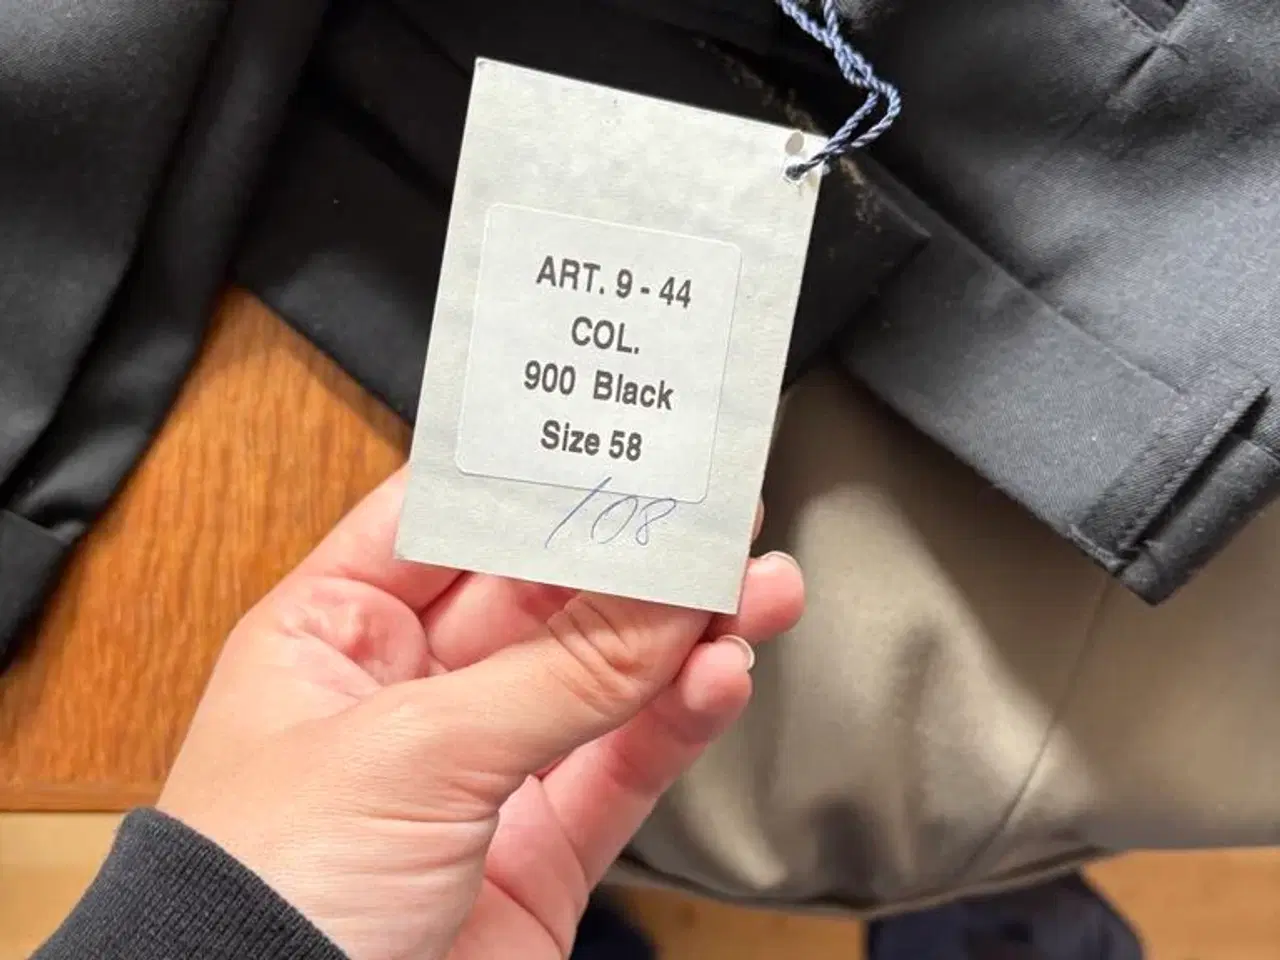 ART. 9 - 44
COL.
900 Black
Size 58
108